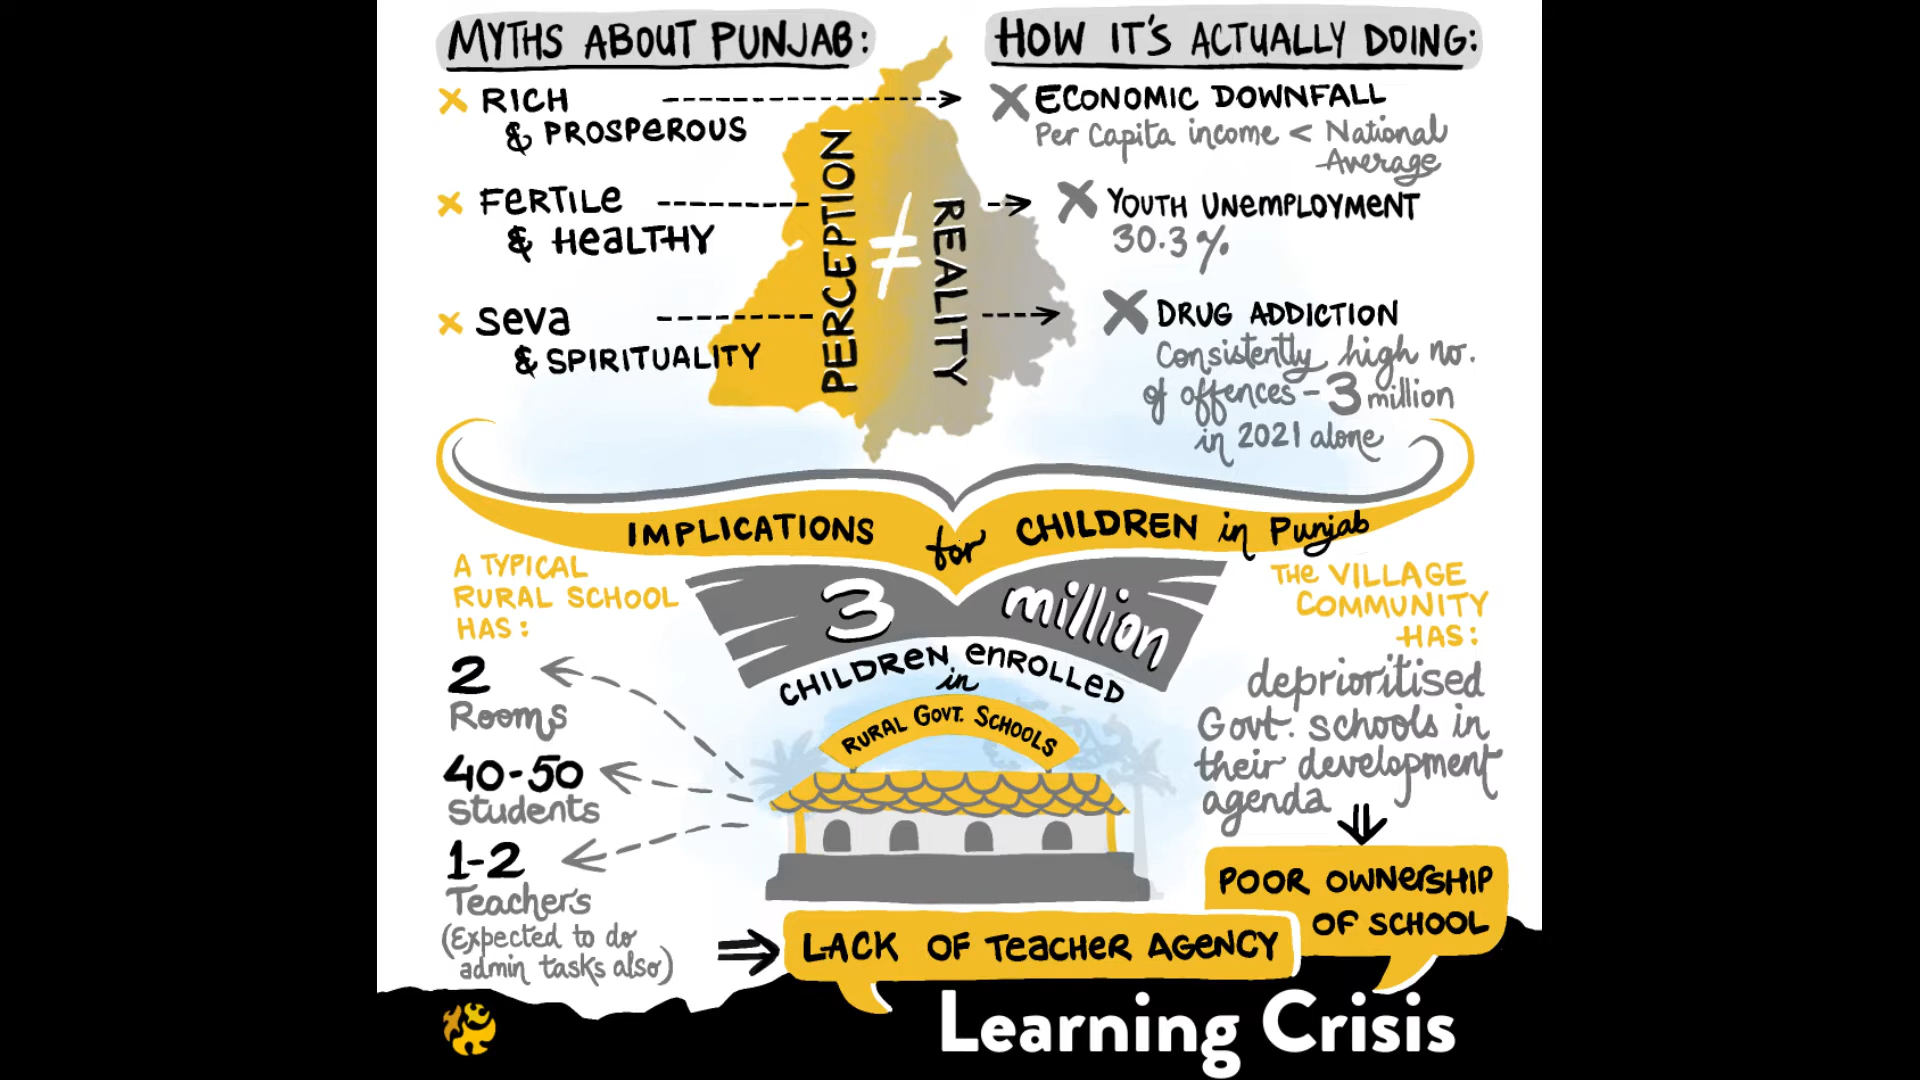 MYTHS ABOUT PUNJAB:
RICH
& PROSPEROUS
FERTILE
& HEALTHY
SEVA
& SPIRITUALITY
PERCEPTION
≠
REALITY
HOW IT'S ACTUALLY DOING:
ECONOMIC DOWNFALL
Per Capita income < National
Average
YOUTH UNEMPLOYMENT
30.3%
DRUG ADDICTION
Consistently high no.
of offences - 3 million
in 2021 alone
IMPLICATIONS for CHILDREN in Punjab
3 million
CHILDREN ENROLLED
in
RURAL GOVT. SCHOOLS
A TYPICAL
RURAL SCHOOL
HAS:
2
Rooms
40-50
Students
1-2
Teachers
(Expected to do
admin tasks also)
LACK OF TEACHER AGENCY
THE VILLAGE
COMMUNITY
HAS:
deprioritised
Govt. schools in
their development
agenda
POOR OWNERSHIP
OF SCHOOL
Learning Crisis